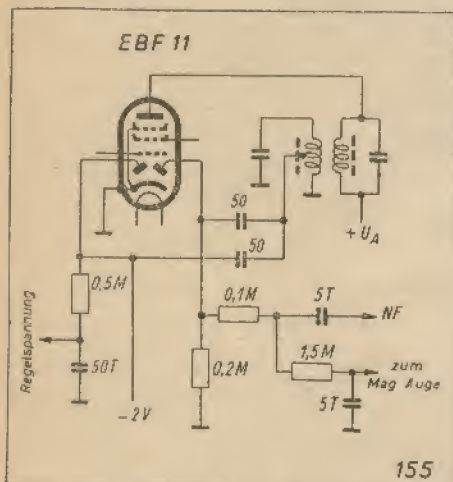 EBF 11
50
+ UA
50
0,5M
0,1M
5T
NF
Regelspannung
50T
0,2M
1,5M
zum
Mag Auge
5T
–2V
155